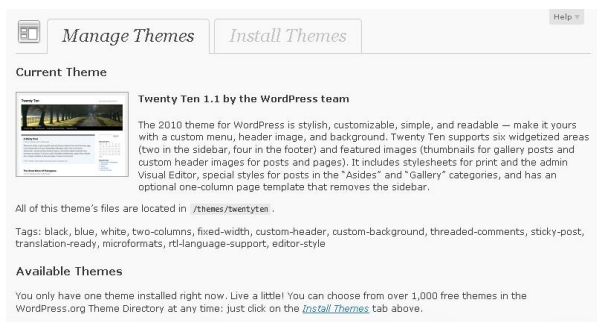 Help
Manage Themes
Install Themes
Current Theme
Twenty Ten
Twenty Ten 1.1 by the WordPress team
The 2010 theme for WordPress is stylish, customizable, simple, and readable — make it yours
with a custom menu, header image, and background. Twenty Ten supports six widgetized areas
(two in the sidebar, four in the footer) and featured images (thumbnails for gallery posts and
custom header images for posts and pages). It includes stylesheets for print and the admin
Visual Editor, special styles for posts in the “Asides” and “Gallery” categories, and has an
optional one-column page template that removes the sidebar.
All of this theme’s files are located in /themes/twentyten .
Tags: black, blue, white, two-columns, fixed-width, custom-header, custom-background, threaded-comments, sticky-post,
translation-ready, microformats, rtl-language-support, editor-style
Available Themes
You only have one theme installed right now. Live a little! You can choose from over 1,000 free themes in the
WordPress.org Theme Directory at any time: just click on the Install Themes tab above.